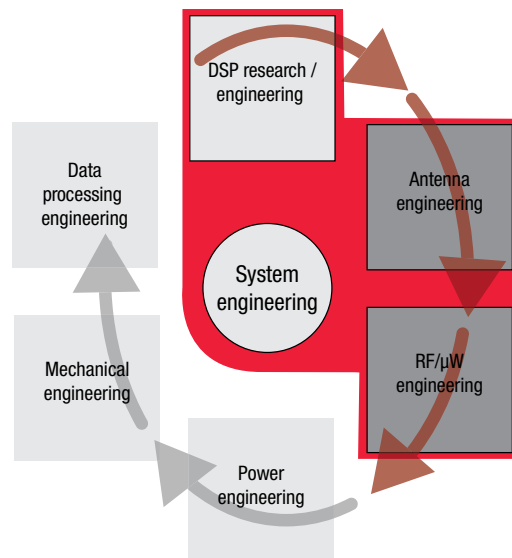 DSP research /
engineering
Antenna
engineering
RF/µW
engineering
Power
engineering
Mechanical
engineering
Data
processing
engineering
System
engineering